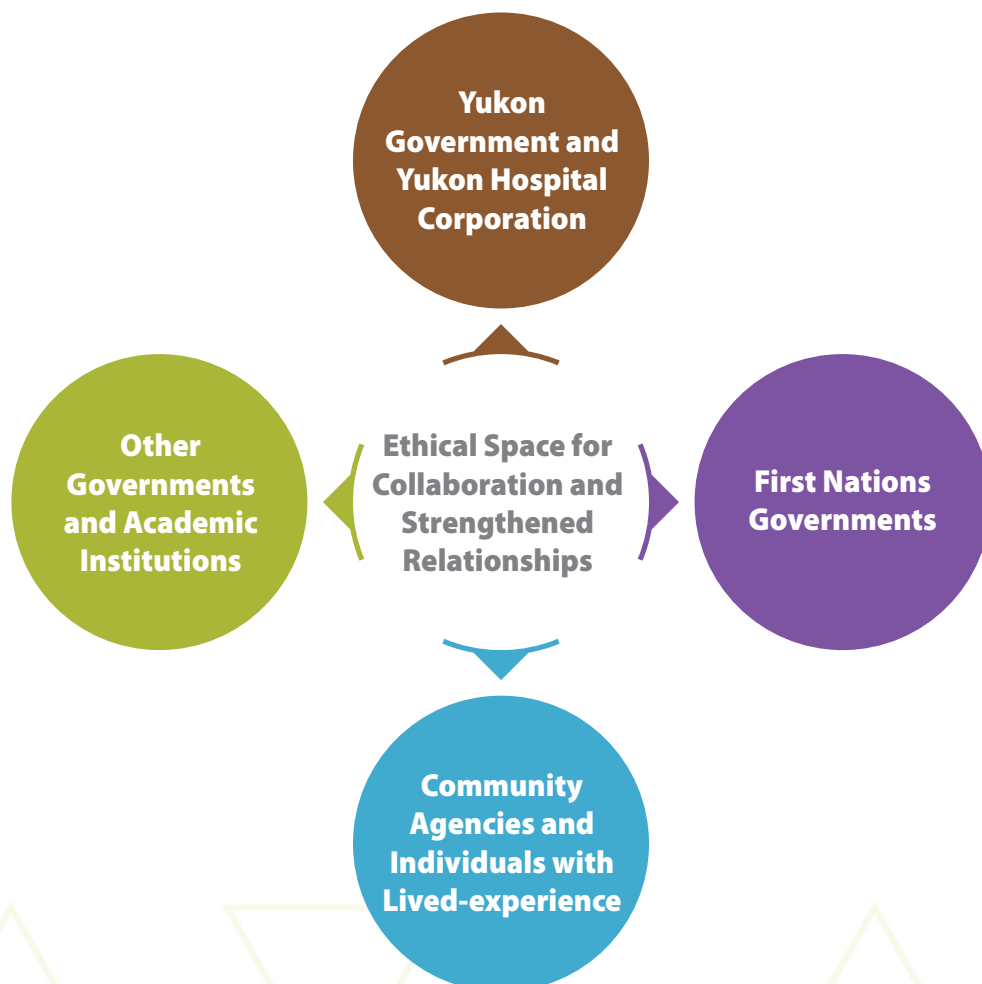 Yukon
Government and
Yukon Hospital
Corporation
Other
Governments
and Academic
Institutions
Ethical Space for
Collaboration and
Strengthened
Relationships
First Nations
Governments
Community
Agencies and
Individuals with
Lived-experience